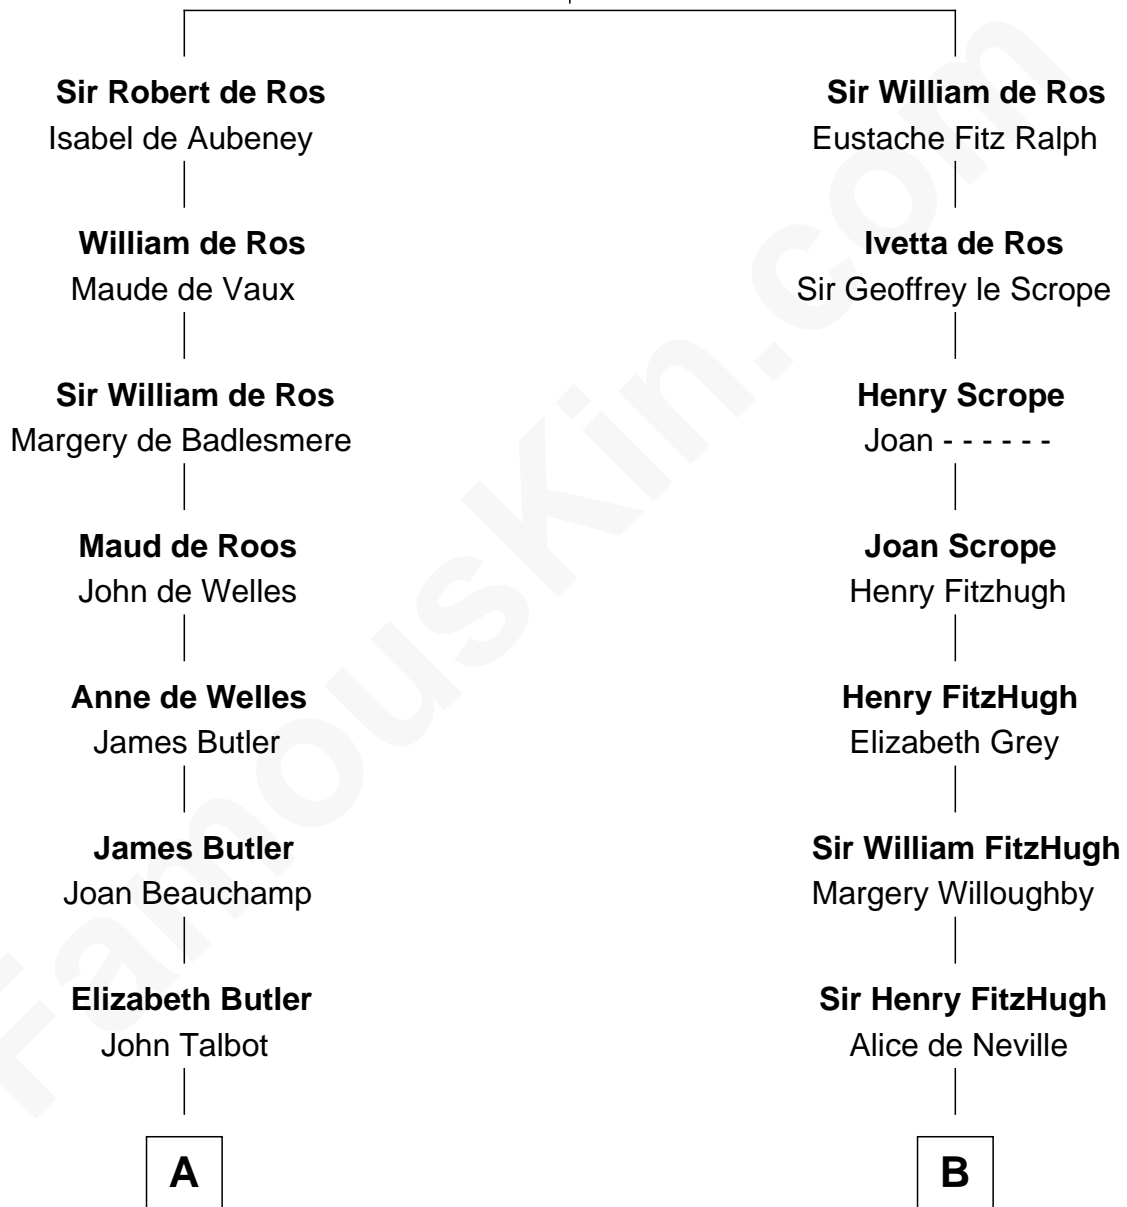 Sir Robert de Ros
Isabel de Aubeney
William de Ros
Maude de Vaux
Sir William de Ros
Margery de Badlesmere
Maud de Roos
John de Welles
Anne de Welles
James Butler
James Butler
Joan Beauchamp
Elizabeth Butler
John Talbot
A
Sir William de Ros
Eustache Fitz Ralph
Ivetta de Ros
Sir Geoffrey le Scrope
Henry Scrope
Joan - - - - - -
Joan Scrope
Henry Fitzhugh
Henry FitzHugh
Elizabeth Grey
Sir William FitzHugh
Margery Willoughby
Sir Henry FitzHugh
Alice de Neville
B
FamousKin.com